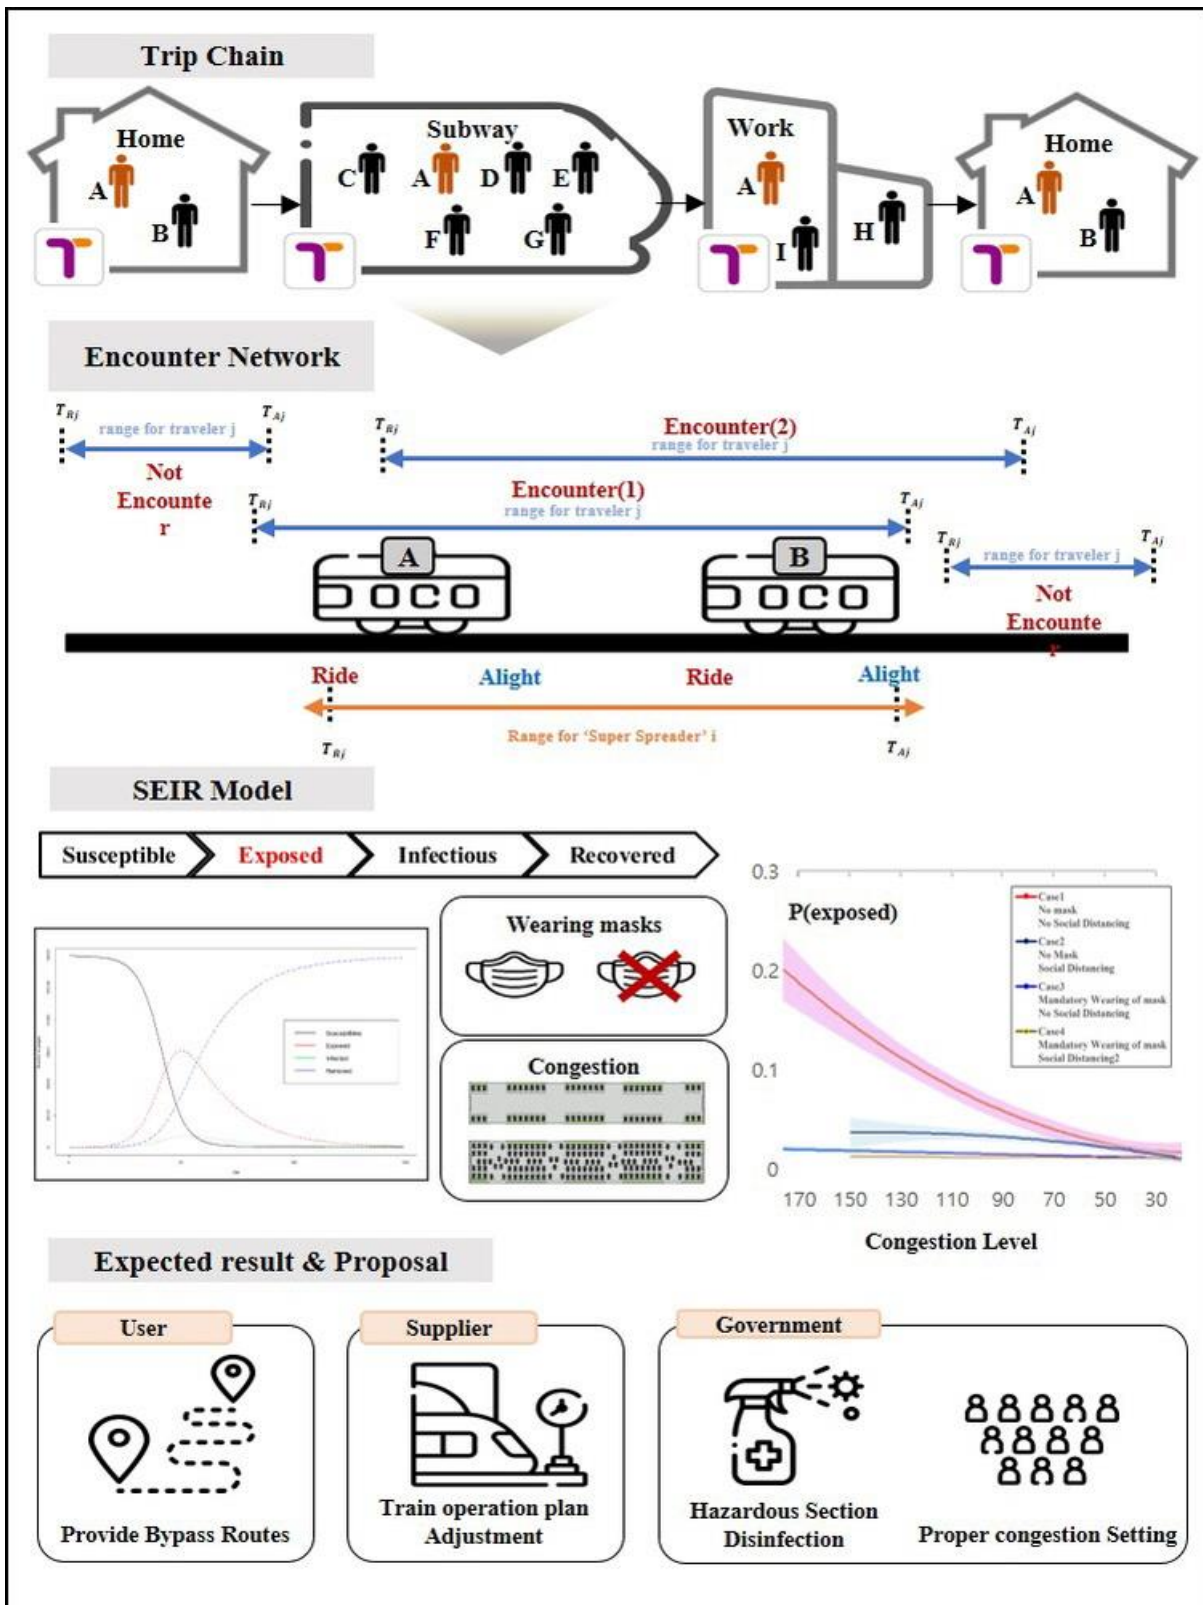 Trip Chain
Home
A
B
Subway
C
A
D
E
F
G
Work
A
I
H
Home
A
B
Encounter Network
T_Rj
T_Aj
range for traveler j
Not
Encounte
r
T_Rj
T_Aj
Encounter(2)
range for traveler j
T_Rj
T_Aj
Encounter(1)
range for traveler j
T_Rj
T_Aj
range for traveler j
Not
Encounte
r
A
B
Ride
Alight
Ride
Alight
Range for ‘Super Spreader’ i
T_Rj
T_Aj
SEIR Model
Susceptible
Exposed
Infectious
Recovered
Susceptible
Exposed
Infected
Removed
Wearing masks
Congestion
0.3
0.2
0.1
0
P(exposed)
Case1
No mask
No Social Distancing
Case2
No Mask
Social Distancing
Case3
Mandatory Wearing of mask
No Social Distancing
Case4
Mandatory Wearing of mask
Social Distancing2
170 150 130 110 90 70 50 30
Congestion Level
Expected result & Proposal
User
Provide Bypass Routes
Supplier
Train operation plan
Adjustment
Government
Hazardous Section
Disinfection
Proper congestion Setting